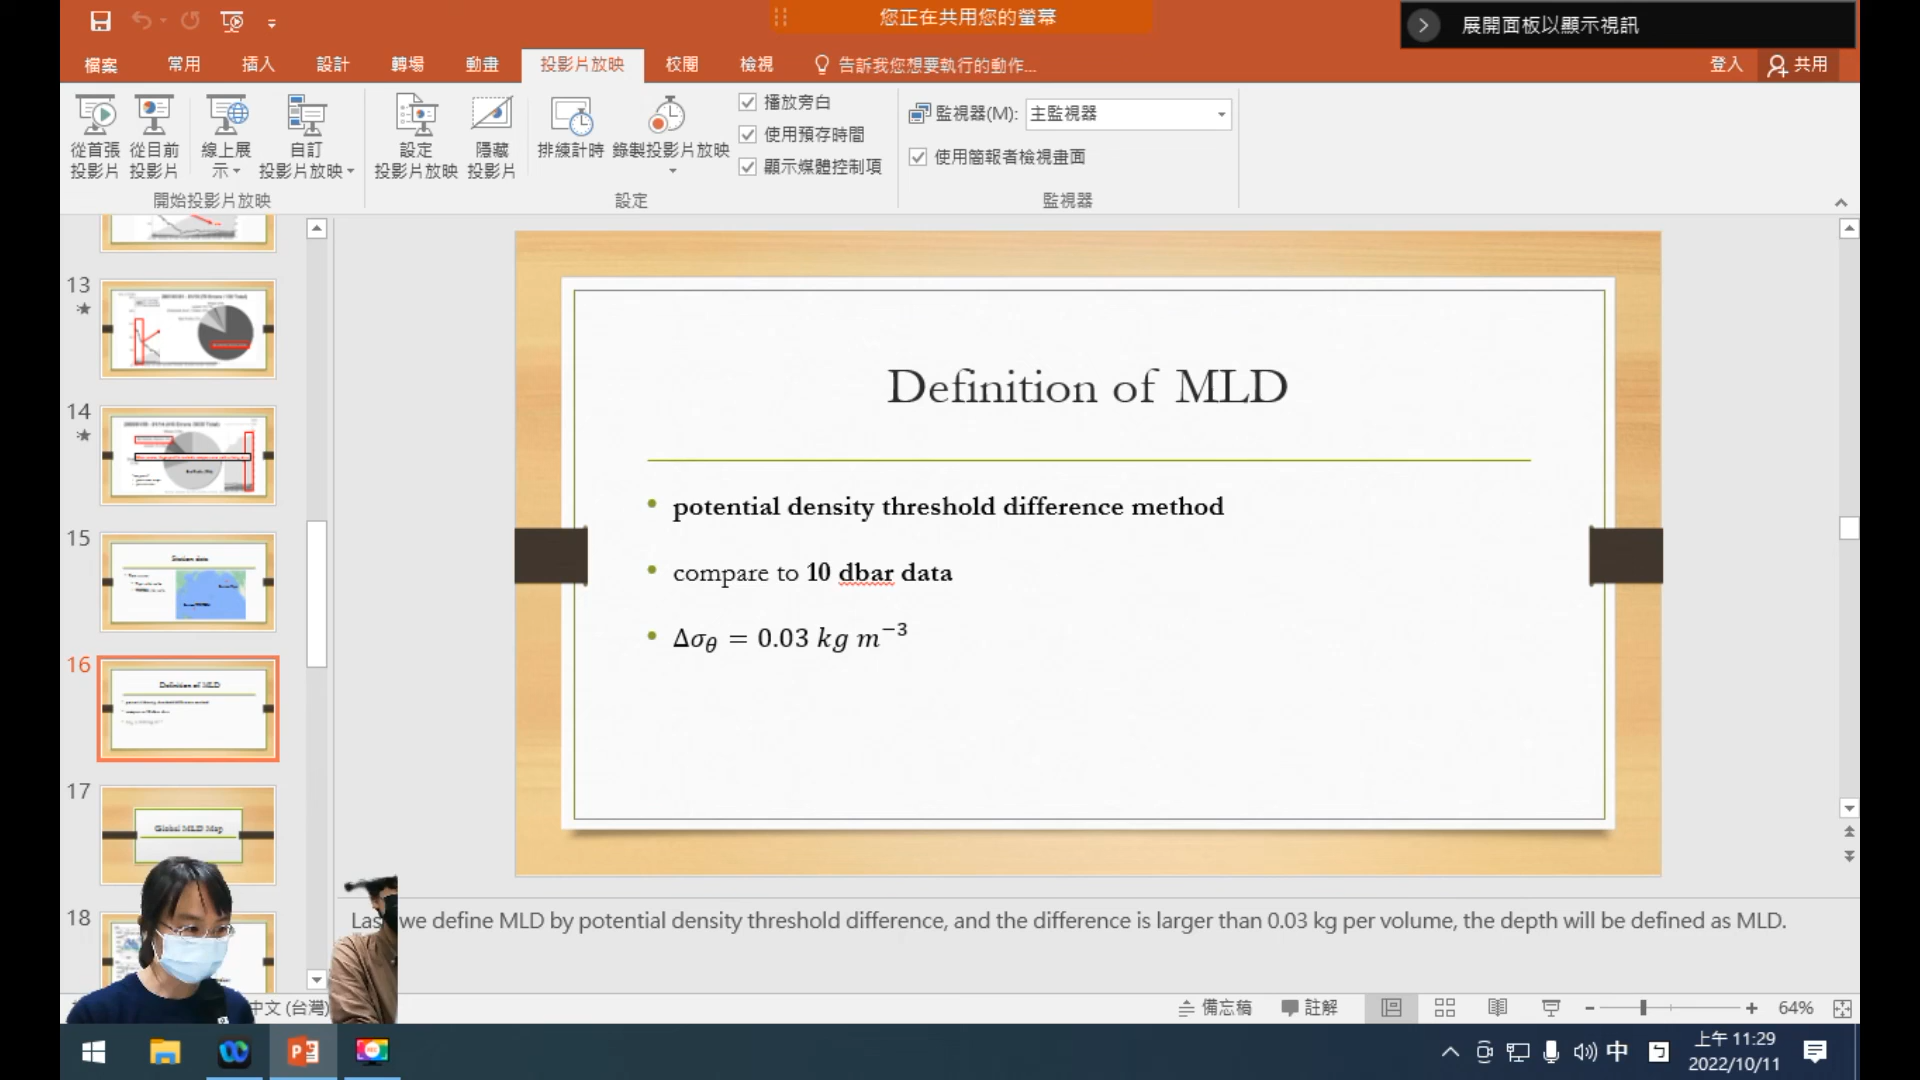 您正在共用您的螢幕
展開面板以顯示視訊
檔案 常用 插入 設計 轉場 動畫 投影片放映 校閱 檢視 告訴我您想要執行的動作... 登入 共用
從首張投影片 從目前投影片 線上展示 自訂投影片放映 設定投影片放映 隱藏投影片 排練計時 錄製投影片放映
播放旁白
使用預存時間
顯示媒體控制項
監視器(M): 主監視器
使用簡報者檢視畫面
開始投影片放映 設定 監視器
13
14
15
Station data
16
Definition of MLD
17
Global MLD Map
18
Definition of MLD
• potential density threshold difference method
• compare to 10 dbar data
• Δσθ = 0.03 kg m⁻³
Las we define MLD by potential density threshold difference, and the difference is larger than 0.03 kg per volume, the depth will be defined as MLD.
中文 (台灣) 備忘稿 註解 64%
中 上午 11:29
2022/10/11